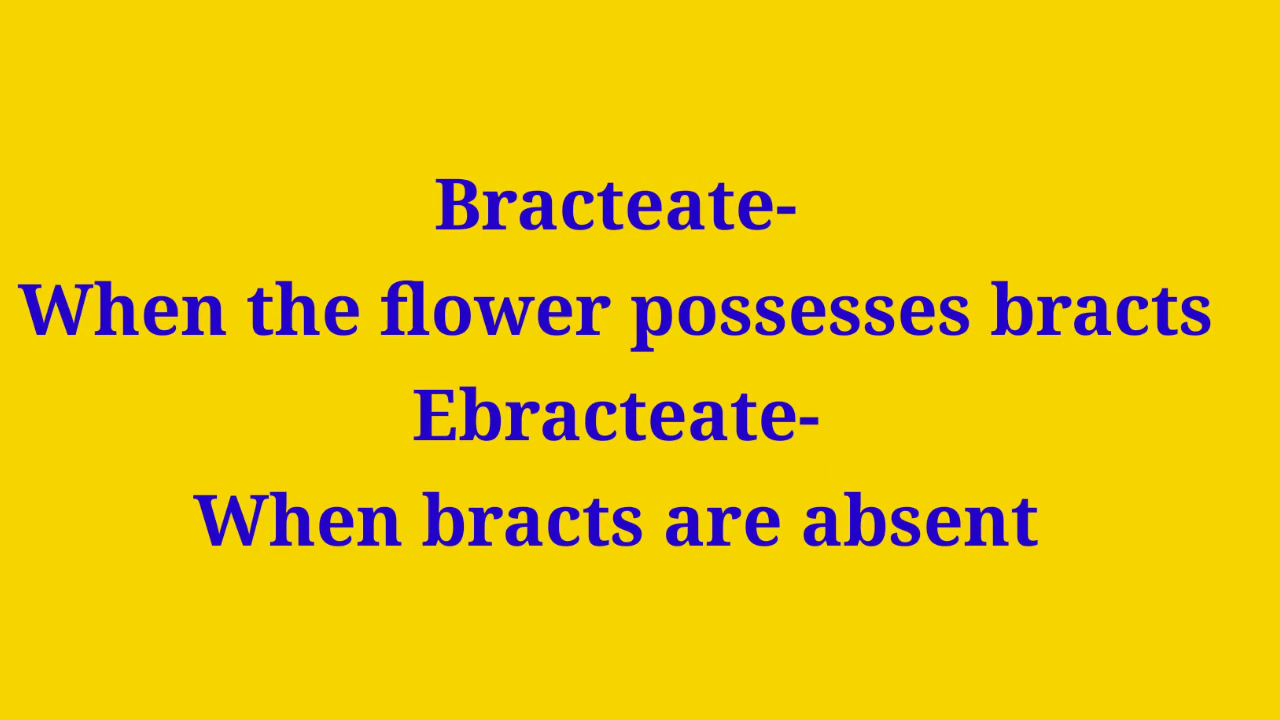 Bracteate-
When the flower possesses bracts
Ebracteate-
When bracts are absent